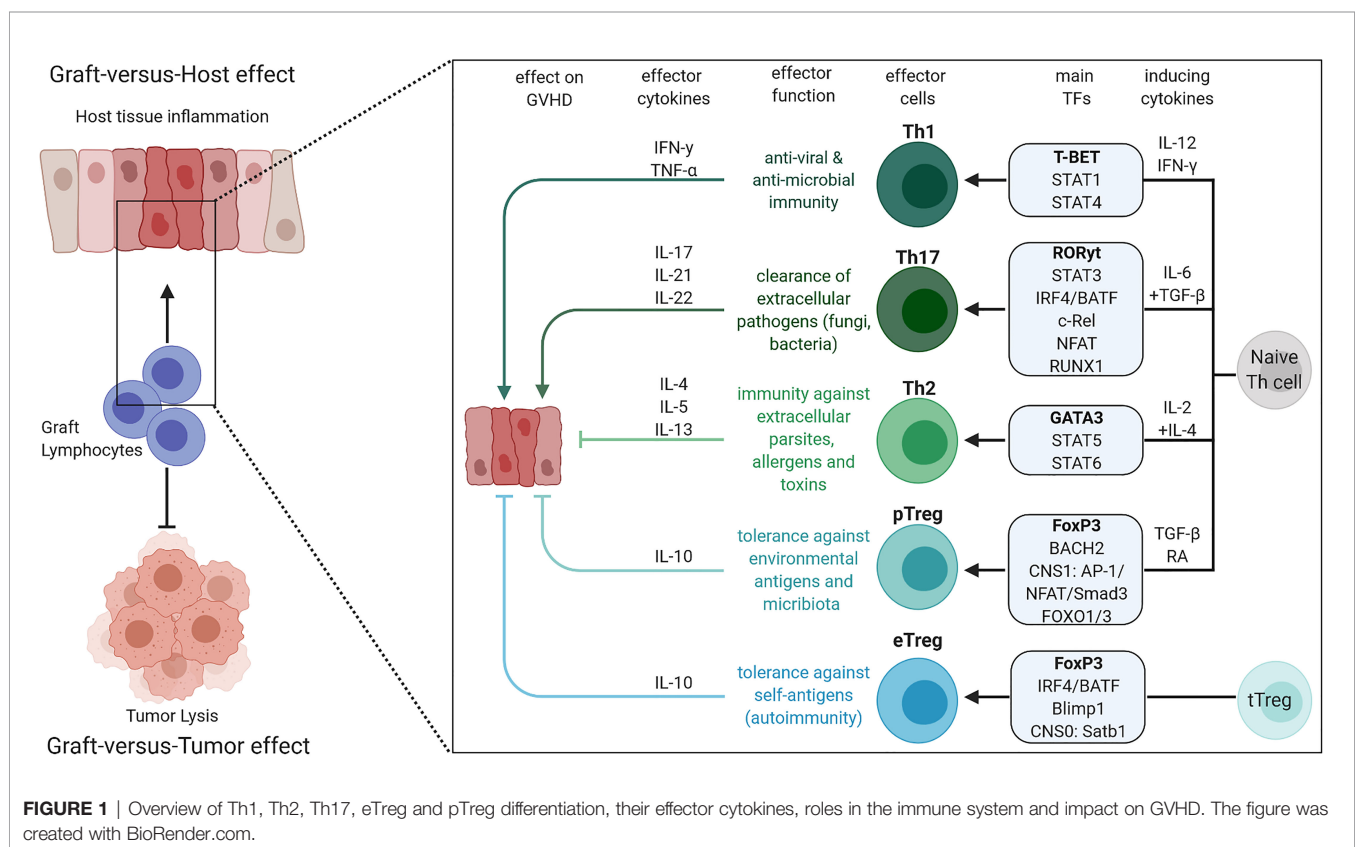 Graft-versus-Host effect
Host tissue inflammation
Graft
Lymphocytes
Tumor Lysis
Graft-versus-Tumor effect
effect on
GVHD
effector
cytokines
effector
function
effector
cells
main
TFs
inducing
cytokines
IFN-y
TNF-α
anti-viral &
anti-microbial
immunity
Th1
T-BET
STAT1
STAT4
IL-12
IFN-γ
IL-17
IL-21
IL-22
clearance of
extracellular
pathogens (fungi,
bacteria)
Th17
RORyt
STAT3
IRF4/BATF
c-Rel
NFAT
RUNX1
IL-6
+TGF-β
Naive
Th cell
IL-4
IL-5
IL-13
immunity against
extracellular
parsites,
allergens and
toxins
Th2
GATA3
STAT5
STAT6
IL-2
+IL-4
IL-10
tolerance against
environmental
antigens and
micribiota
pTreg
FoxP3
BACH2
CNS1: AP-1/
NFAT/Smad3
FOXO1/3
TGF-β
RA
IL-10
tolerance against
self-antigens
(autoimmunity)
eTreg
FoxP3
IRF4/BATF
Blimp1
CNS0: Satb1
tTreg
FIGURE 1 | Overview of Th1, Th2, Th17, eTreg and pTreg differentiation, their effector cytokines, roles in the immune system and impact on GVHD. The figure was
created with BioRender.com.